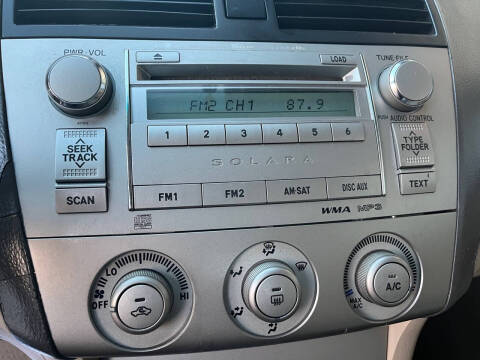 PWR·VOL
LOAD
TUNE·FILE
FM2 CH1 87.9
PUSH AUDIO CONTROL
1 2 3 4 5 6
SEEK
TRACK
TYPE
FOLDER
SOLARA
SCAN
FM1 FM2 AM·SAT DISC·AUX
TEXT
WMA MP3
LO HI
OFF
A/C
MAX
A/C